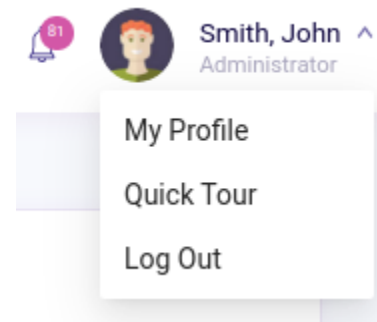 81
Smith, John
Administrator
My Profile
Quick Tour
Log Out